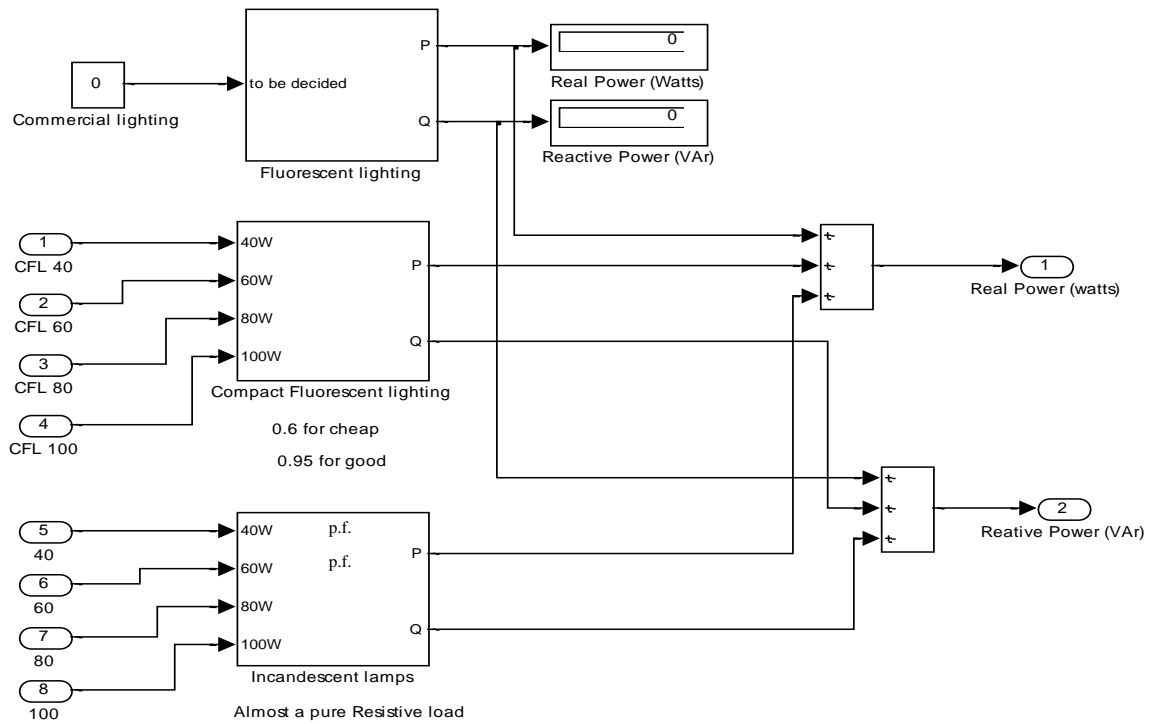 0
Commercial lighting
to be decided
P
Q
Fluorescent lighting
0
Real Power (Watts)
0
Reactive Power (VAr)
1
CFL 40
2
CFL 60
3
CFL 80
4
CFL 100
40W
60W
80W
100W
P
Q
Compact Fluorescent lighting
0.6 for cheap
0.95 for good
5
40
6
60
7
80
8
100
40W
60W
80W
100W
p.f.
p.f.
P
Q
Incandescent lamps
Almost a pure Resistive load
+
+
+
1
Real Power (watts)
+
+
+
2
Reative Power (VAr)